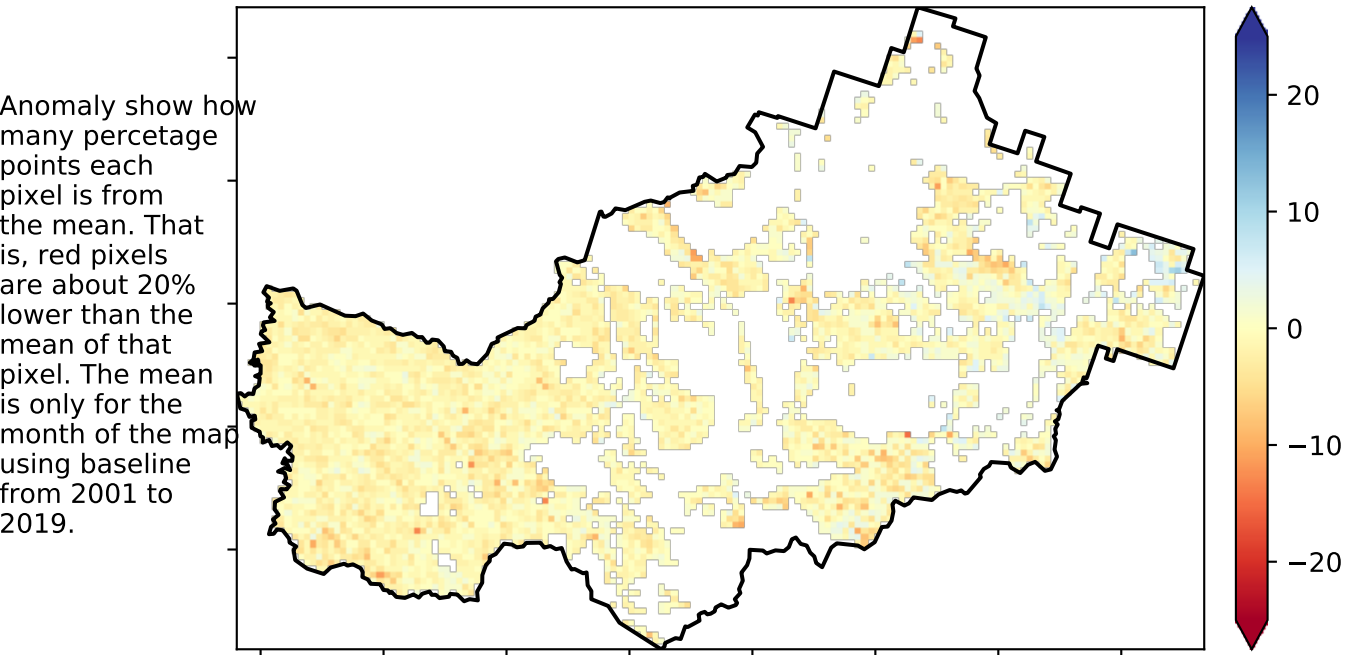 Anomaly show how
many percetage
points each
pixel is from
the mean. That
is, red pixels
are about 20%
lower than the
mean of that
pixel. The mean
is only for the
month of the map
using baseline
from 2001 to
2019.
20
10
0
−10
−20